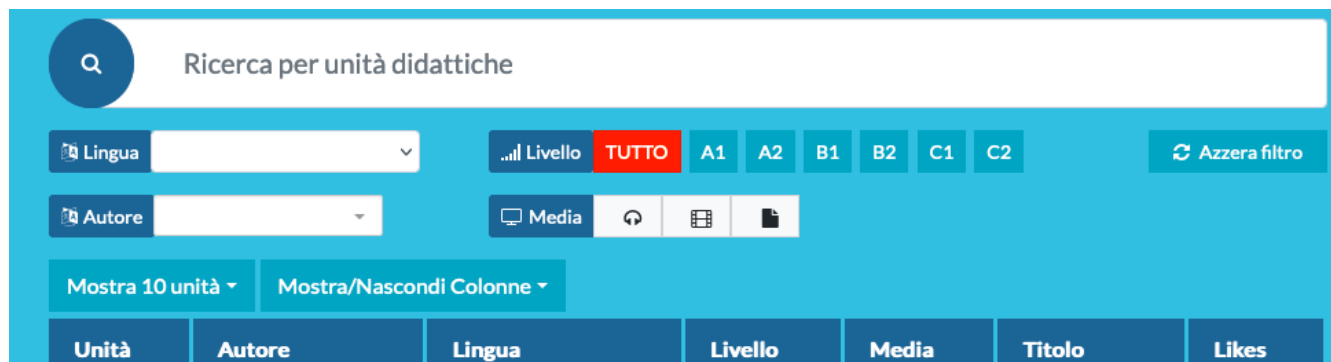 Ricerca per unità didattiche
Lingua
Livello TUTTO A1 A2 B1 B2 C1 C2
Azzera filtro
Autore
Media
Mostra 10 unità
Mostra/Nascondi Colonne
Unità Autore Lingua Livello Media Titolo Likes